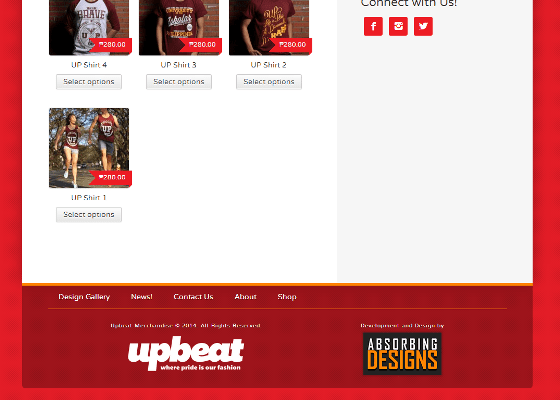 Connect with Us!
BRAVE
₱280.00
₱280.00
₱280.00
UP Shirt 4
UP Shirt 3
UP Shirt 2
Select options
Select options
Select options
UP
₱280.00
UP Shirt 1
Select options
Design Gallery
News!
Contact Us
About
Shop
Upbeat Merchandise © 2014. All Rights Reserved.
Development and Design by
upbeat
where pride is our fashion
ABSORBING
DESIGNS